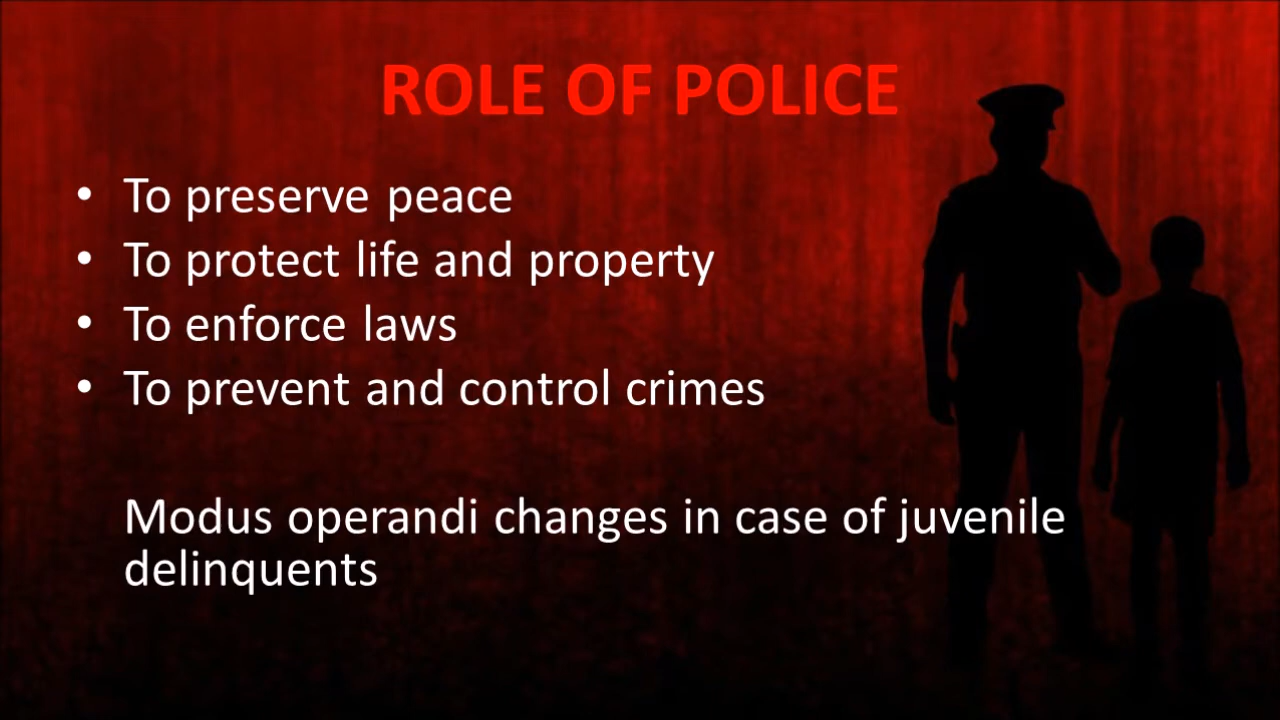 ROLE OF POLICE
• To preserve peace
• To protect life and property
• To enforce laws
• To prevent and control crimes
Modus operandi changes in case of juvenile
delinquents